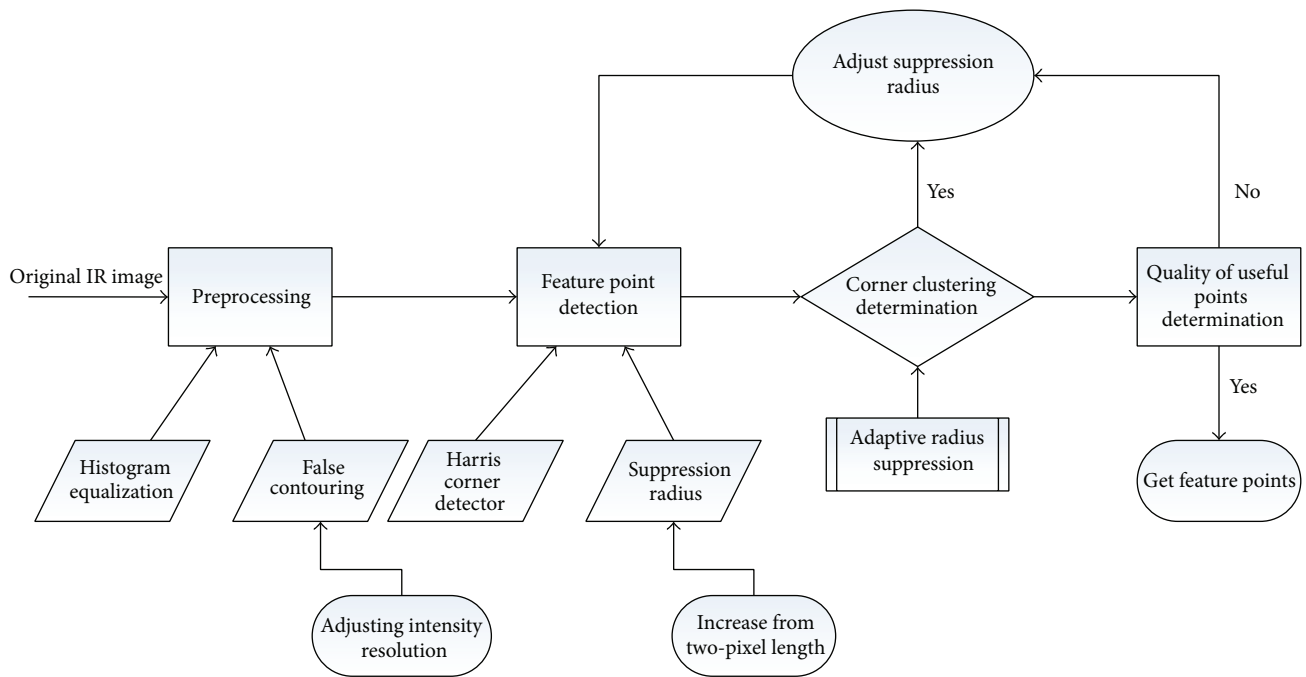 Adjust suppression
radius
Yes
No
Original IR image
Preprocessing
Feature point
detection
Corner clustering
determination
Quality of useful
points
determination
Yes
Histogram
equalization
False
contouring
Harris
corner
detector
Suppression
radius
Adaptive radius
suppression
Get feature points
Adjusting intensity
resolution
Increase from
two-pixel length